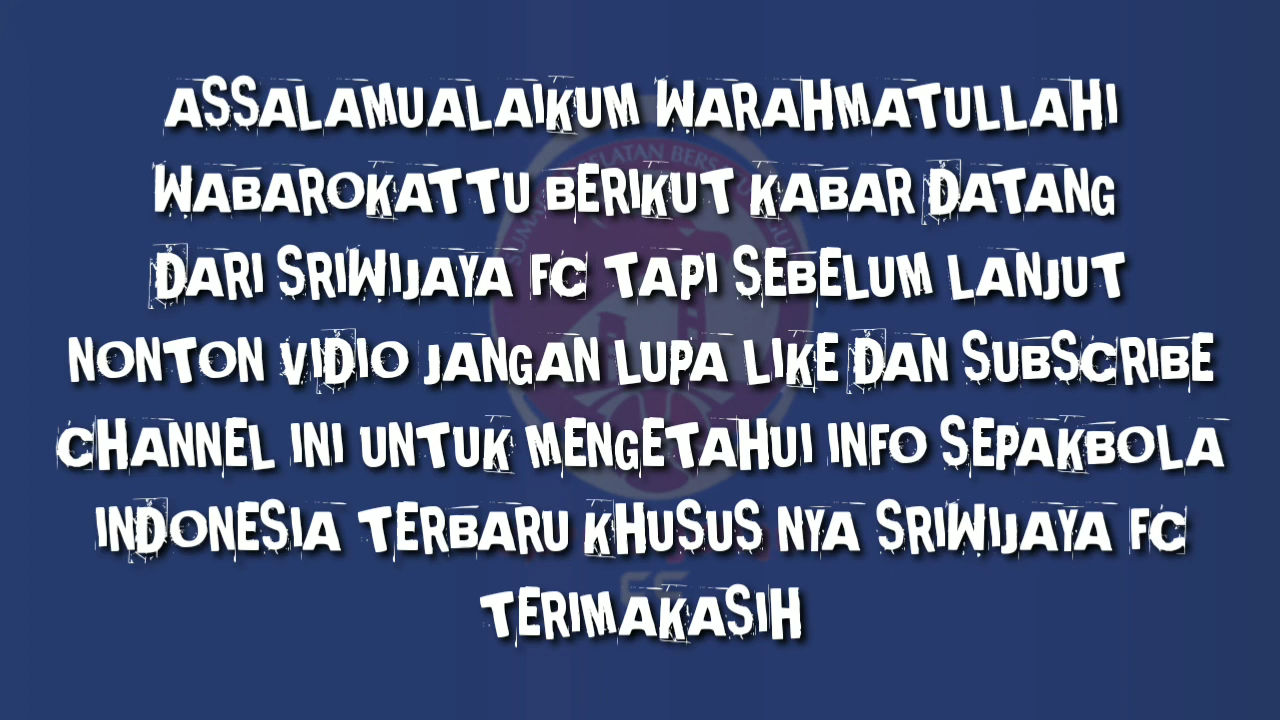 ASSALAMUALAIKUM WARAHMATULLAHI
WABAROKATTU BERIKUT KABAR DATANG
DARI SRIWIJAYA FC TAPI SEBELUM LANJUT
NONTON VIDIO JANGAN LUPA LIKE DAN SUBSCRIBE
CHANNEL INI UNTUK MENGETAHUI INFO SEPAKBOLA
INDONESIA TERBARU KHUSUS NYA SRIWIJAYA FC
TERIMAKASIH